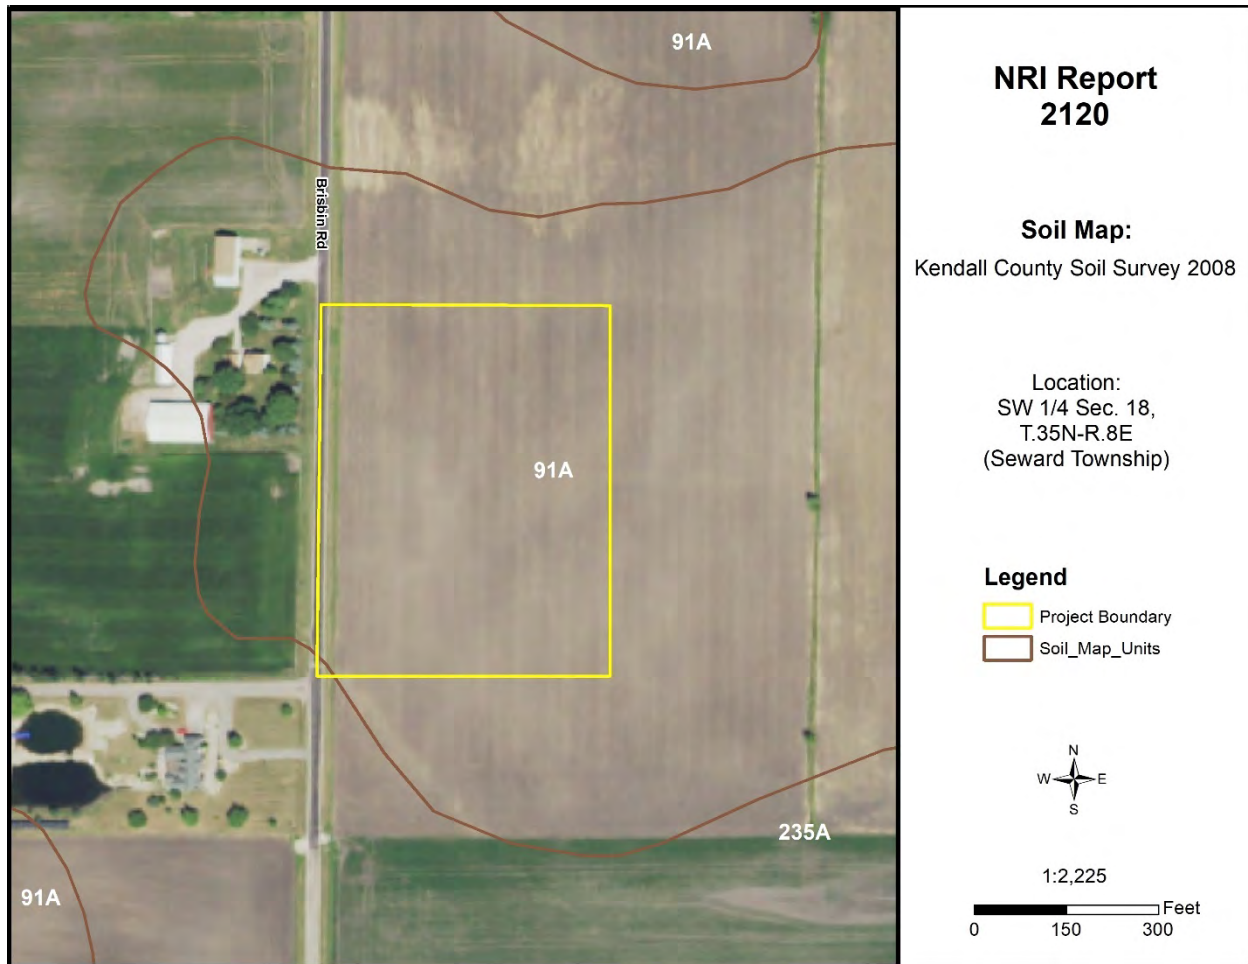 91A
Brisbin Rd
91A
235A
91A
NRI Report
2120
Soil Map:
Kendall County Soil Survey 2008
Location:
SW 1/4 Sec. 18,
T.35N-R.8E
(Seward Township)
Legend
Project Boundary
Soil_Map_Units
N
W E
S
1:2,225
Feet
0 150 300